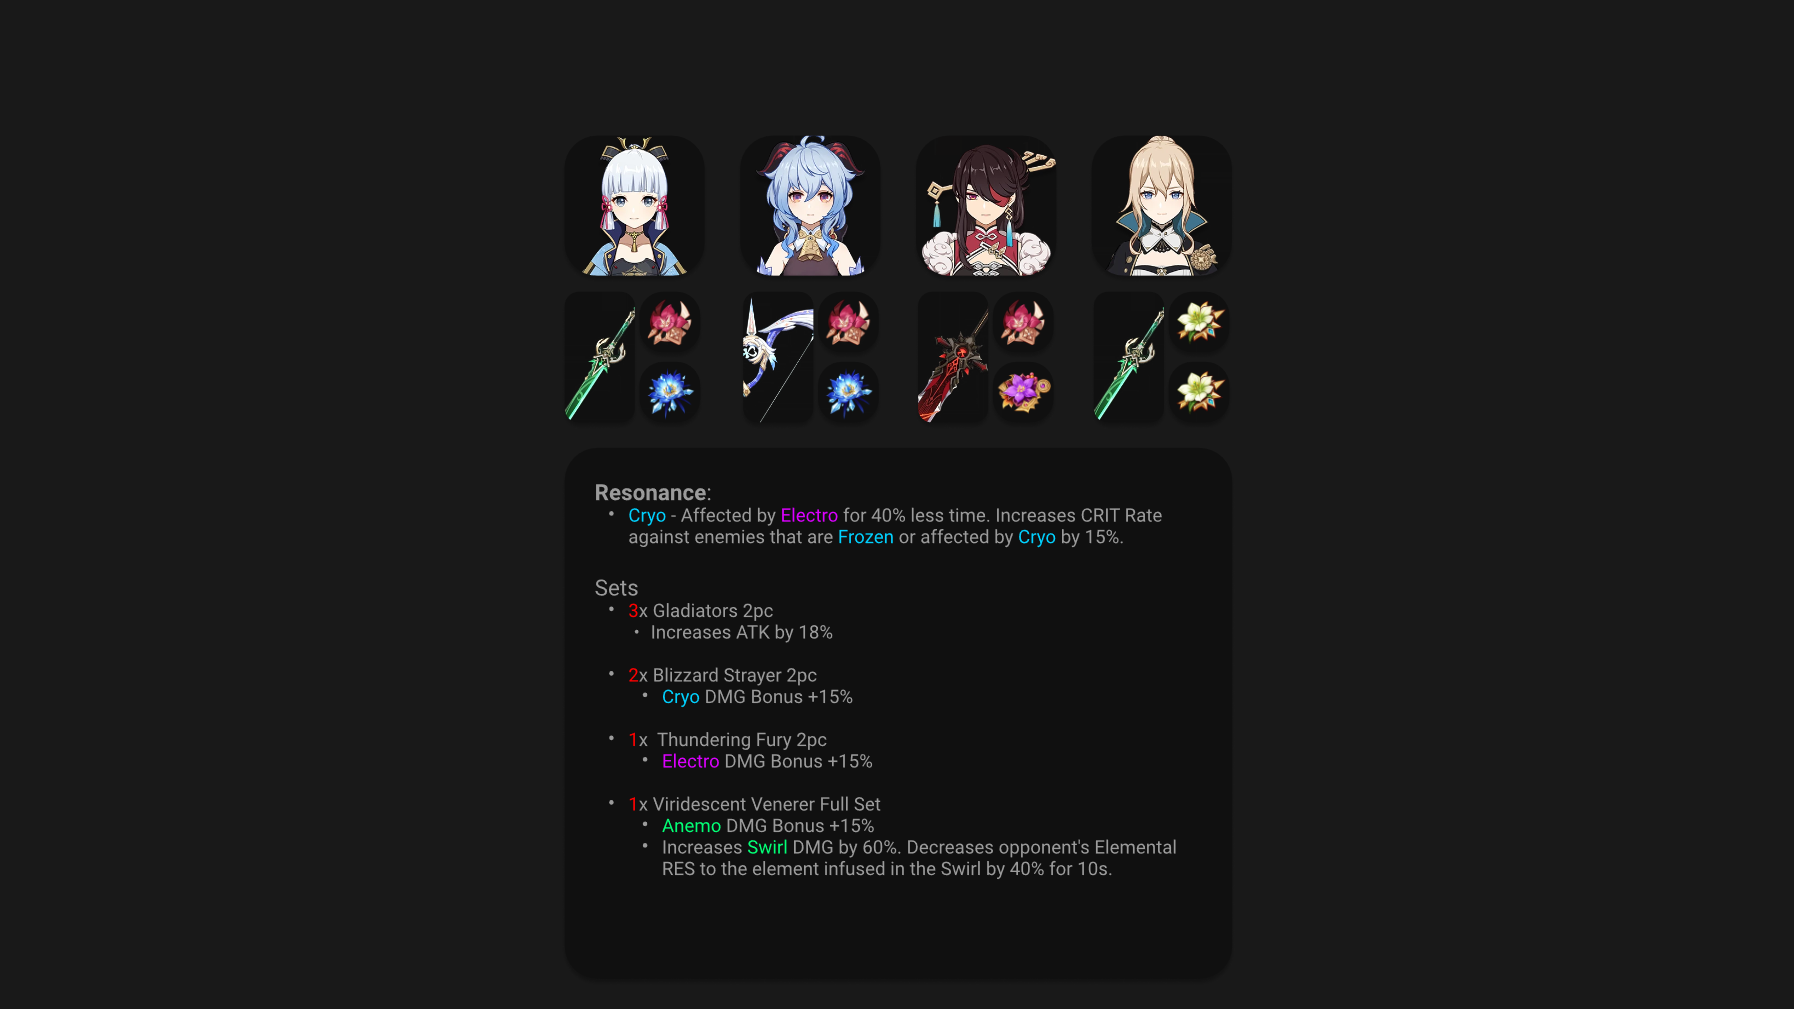 Resonance:
• Cryo - Affected by Electro for 40% less time. Increases CRIT Rate
against enemies that are Frozen or affected by Cryo by 15%.
Sets
• 3x Gladiators 2pc
• Increases ATK by 18%
• 2x Blizzard Strayer 2pc
• Cryo DMG Bonus +15%
• 1x Thundering Fury 2pc
• Electro DMG Bonus +15%
• 1x Viridescent Venerer Full Set
• Anemo DMG Bonus +15%
• Increases Swirl DMG by 60%. Decreases opponent's Elemental
RES to the element infused in the Swirl by 40% for 10s.